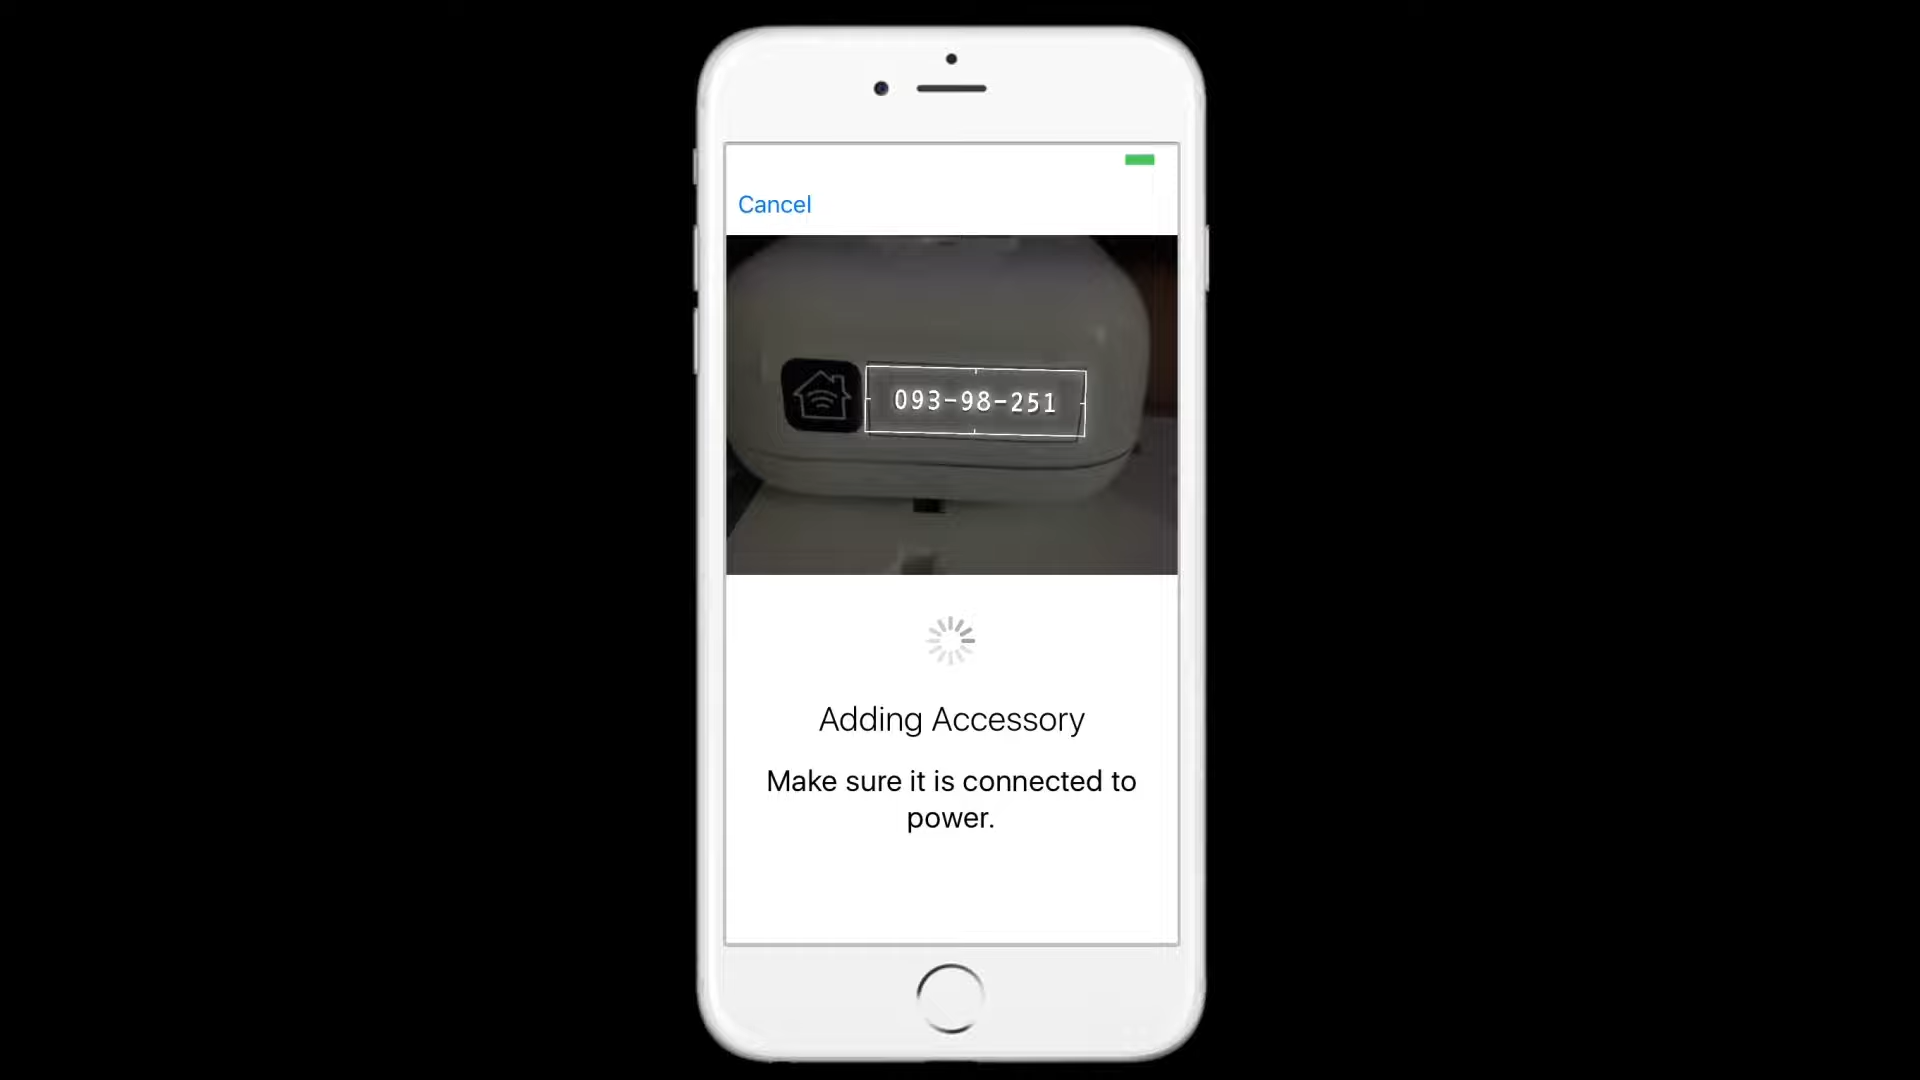 Cancel
093-98-251
Adding Accessory
Make sure it is connected to
power.